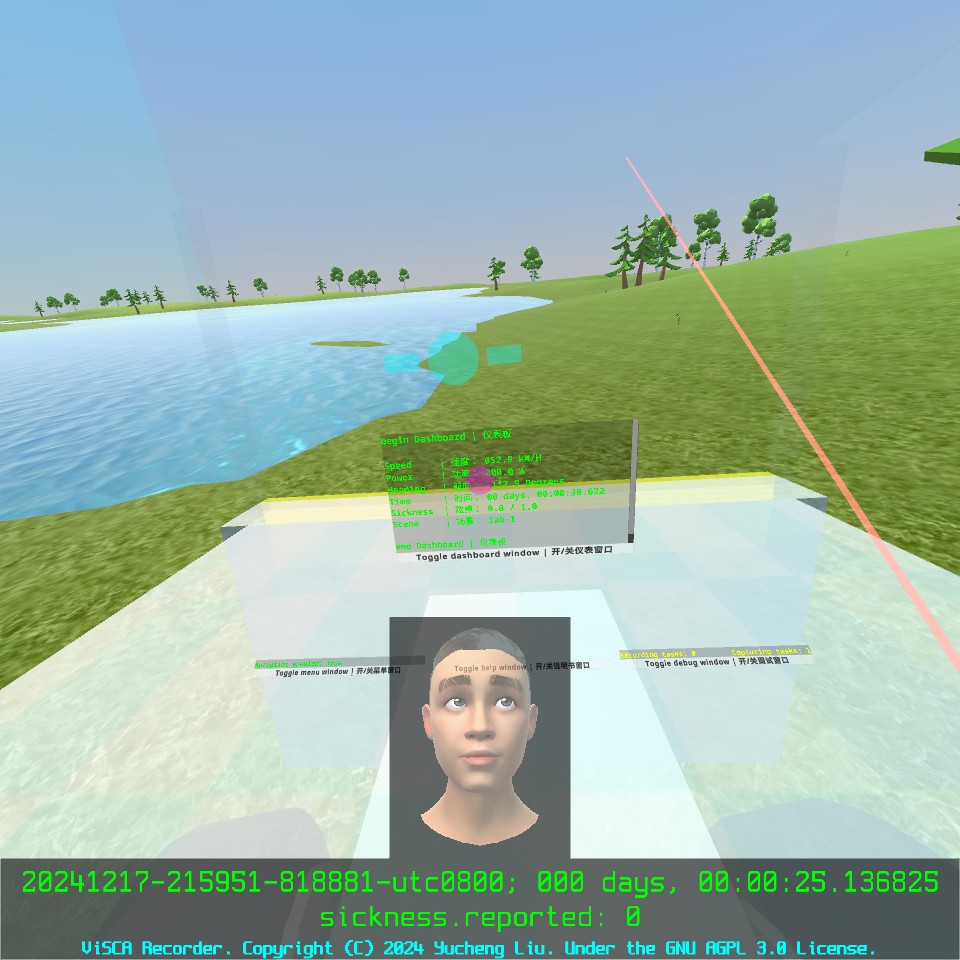 Begin Dashboard | 仪表板
Speed | 速度: 052.9 kM/H
Power | 功率: 00.0 %
Heading | Degrees
Time | 时间: 00 days, 00:00:38.622
Sickness | 眩晕: 0.0 / 1.0
Scene | 场景: lab-1
Dashboard | 仪表板
Toggle dashboard window | 开/关仪表窗口
Recording tasks: 0 Capturing tasks: 1
Toggle menu window | 开/关菜单窗口
Toggle help window | 开/关说明书窗口
Toggle debug window | 开/关调试窗口
20241217-215951-818881-utc0800; 000 days, 00:00:25.136825
sickness.reported: 0
ViSCA Recorder. Copyright (C) 2024 Yucheng Liu. Under the GNU AGPL 3.0 License.